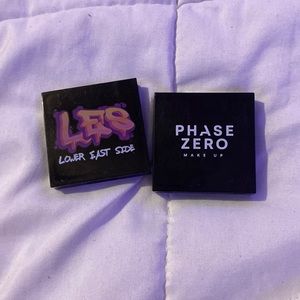 LES
LOWER EAST SIDE
PHASE
ZERO
MAKE UP